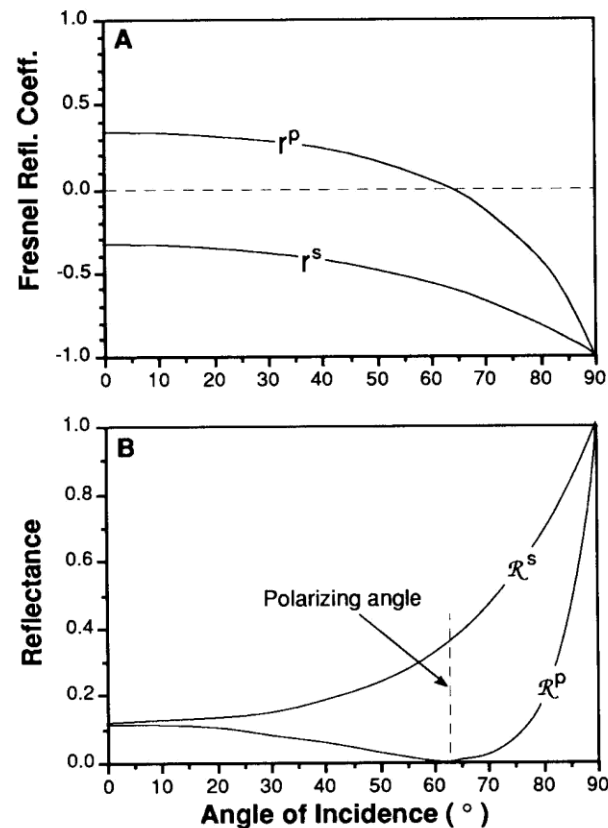 A
Fresnel Refl. Coeff.
1.0
0.5
0.0
-0.5
-1.0
r^p
r^s
0 10 20 30 40 50 60 70 80 90
B
Reflectance
1.0
0.8
0.6
0.4
0.2
0.0
ℛ^s
Polarizing angle
ℛ^p
0 10 20 30 40 50 60 70 80 90
Angle of Incidence ( ° )